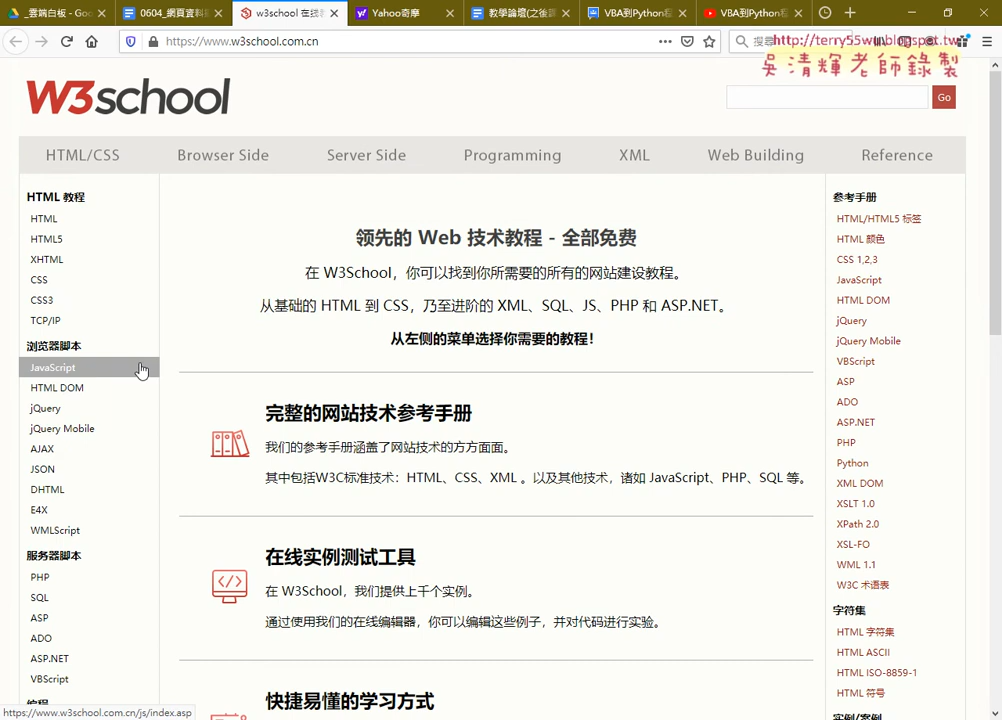 _雲端白板 - Goo
0604_網頁資料擷
w3school 在线教
Yahoo奇摩
教學論壇(之後課
VBA到Python程
VBA到Python程
https://www.w3school.com.cn
搜尋
http://terry55wu.blogspot.tw
吳清輝老師錄製
W3school
Go
HTML/CSS
Browser Side
Server Side
Programming
XML
Web Building
Reference
HTML 教程
HTML
HTML5
XHTML
CSS
CSS3
TCP/IP
浏览器脚本
JavaScript
HTML DOM
jQuery
jQuery Mobile
AJAX
JSON
DHTML
E4X
WMLScript
服务器脚本
PHP
SQL
ASP
ADO
ASP.NET
VBScript
编程
https://www.w3school.com.cn/js/index.asp
领先的 Web 技术教程 - 全部免费
在 W3School，你可以找到你所需要的所有的网站建设教程。
从基础的 HTML 到 CSS，乃至进阶的 XML、SQL、JS、PHP 和 ASP.NET。
从左侧的菜单选择你需要的教程！
完整的网站技术参考手册
我们的参考手册涵盖了网站技术的方方面面。
其中包括W3C标准技术：HTML、CSS、XML 。以及其他技术，诸如 JavaScript、PHP、SQL 等。
在线实例测试工具
在 W3School，我们提供上千个实例。
通过使用我们的在线编辑器，你可以编辑这些例子，并对代码进行实验。
快捷易懂的学习方式
参考手册
HTML/HTML5 标签
HTML 颜色
CSS 1,2,3
JavaScript
HTML DOM
jQuery
jQuery Mobile
VBScript
ASP
ADO
ASP.NET
PHP
Python
XML DOM
XSLT 1.0
XPath 2.0
XSL-FO
WML 1.1
W3C 术语表
字符集
HTML 字符集
HTML ASCII
HTML ISO-8859-1
HTML 符号
实例/案例